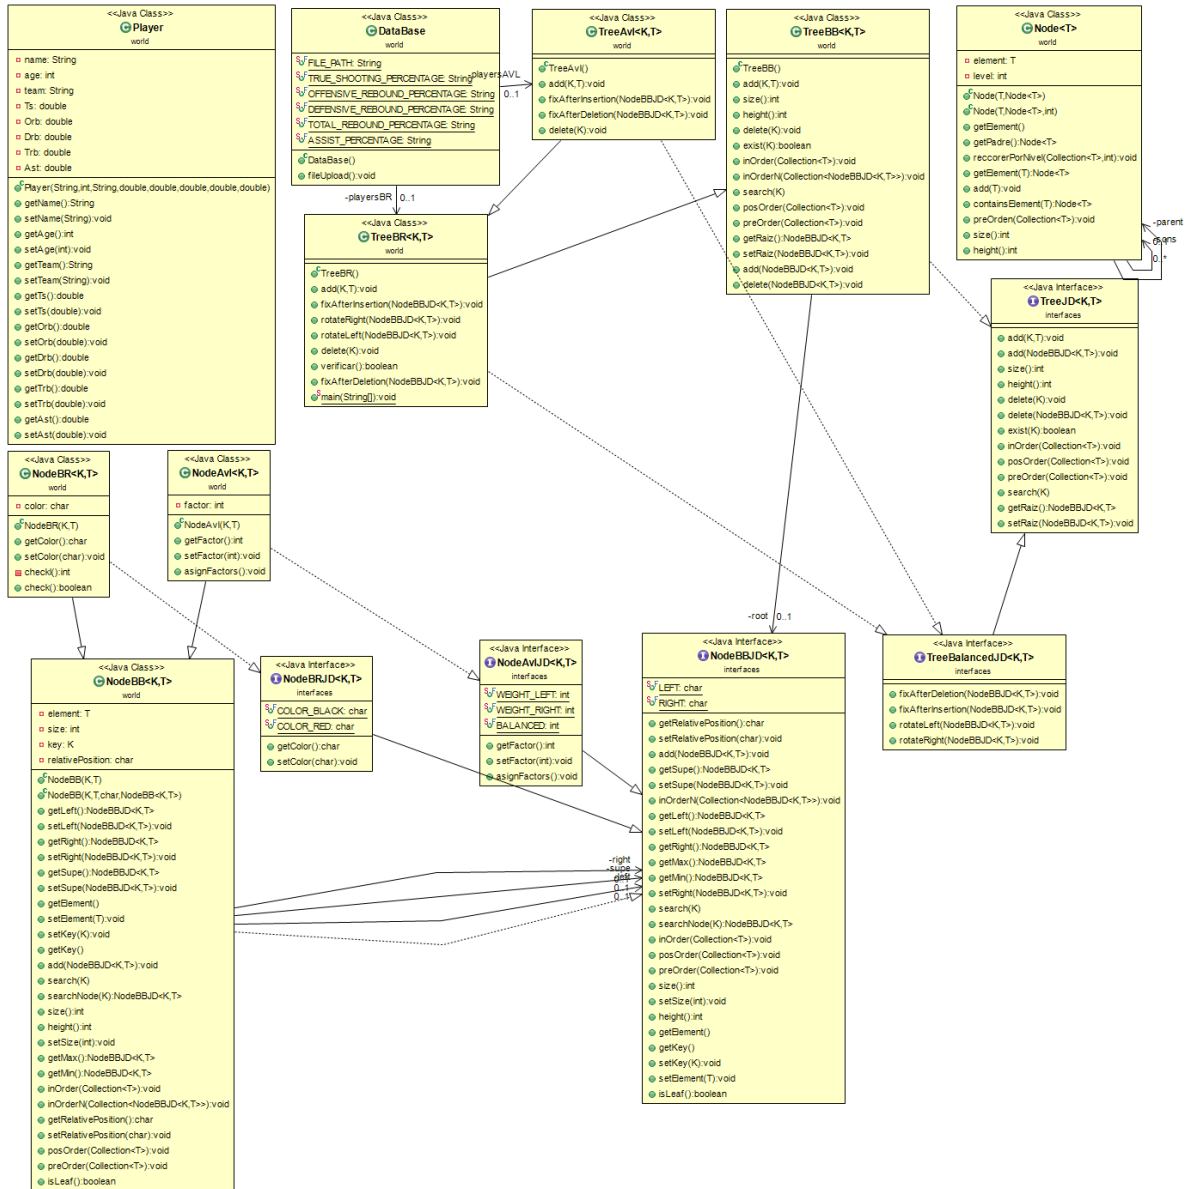 <<Java Class>>
Player
world
name: String
age: int
team: String
Ts: double
Orb: double
Drb: double
Trb: double
Ast: double
Player(String,int,String,double,double,double,double,double)
getName():String
setName(String):void
getAge():int
setAge(int):void
getTeam():String
setTeam(String):void
getTs():double
setTs(double):void
getOrb():double
setOrb(double):void
getDrb():double
setDrb(double):void
getTrb():double
setTrb(double):void
getAst():double
setAst(double):void
<<Java Class>>
DataBase
world
FILE_PATH: String
TRUE_SHOOTING_PERCENTAGE: String
OFFENSIVE_REBOUND_PERCENTAGE: String
DEFENSIVE_REBOUND_PERCENTAGE: String
TOTAL_REBOUND_PERCENTAGE: String
ASSIST_PERCENTAGE: String
DataBase()
fileUpload():void
playersAVL
0..1
-playersBR
0..1
<<Java Class>>
TreeAvl<K,T>
world
TreeAvl()
add(K,T):void
fixAfterInsertion(NodeBBJD<K,T>):void
fixAfterDeletion(NodeBBJD<K,T>):void
delete(K):void
<<Java Class>>
TreeBB<K,T>
world
TreeBB()
add(K,T):void
size():int
height():int
delete(K):void
exist(K):boolean
inOrder(Collection<T>):void
inOrderN(Collection<NodeBBJD<K,T>>):void
search(K)
posOrder(Collection<T>):void
preOrder(Collection<T>):void
getRaiz():NodeBBJD<K,T>
setRaiz(NodeBBJD<K,T>):void
add(NodeBBJD<K,T>):void
delete(NodeBBJD<K,T>):void
<<Java Class>>
Node<T>
world
element: T
level: int
Node(T,Node<T>)
Node(T,Node<T>,int)
getElement()
getPadre():Node<T>
reccorerPorNivel(Collection<T>,int):void
getElement(T):Node<T>
add(T):void
containsElement(T):Node<T>
preOrden(Collection<T>):void
size():int
height():int
-parent
0..1
-sons
0..*
<<Java Class>>
TreeBR<K,T>
world
TreeBR()
add(K,T):void
fixAfterInsertion(NodeBBJD<K,T>):void
rotateRight(NodeBBJD<K,T>):void
rotateLeft(NodeBBJD<K,T>):void
delete(K):void
verificar():boolean
fixAfterDeletion(NodeBBJD<K,T>):void
main(String[]):void
<<Java Interface>>
TreeJD<K,T>
interfaces
add(K,T):void
add(NodeBBJD<K,T>):void
size():int
height():int
delete(K):void
delete(NodeBBJD<K,T>):void
exist(K):boolean
inOrder(Collection<T>):void
posOrder(Collection<T>):void
preOrder(Collection<T>):void
search(K)
getRaiz():NodeBBJD<K,T>
setRaiz(NodeBBJD<K,T>):void
<<Java Class>>
NodeBR<K,T>
world
color: char
NodeBR(K,T)
getColor():char
setColor(char):void
checkI():int
check():boolean
<<Java Class>>
NodeAvl<K,T>
world
factor: int
NodeAvl(K,T)
getFactor():int
setFactor(int):void
asignFactors():void
<<Java Class>>
NodeBB<K,T>
world
element: T
size: int
key: K
relativePosition: char
NodeBB(K,T)
NodeBB(K,T,char,NodeBB<K,T>)
getLeft():NodeBBJD<K,T>
setLeft(NodeBBJD<K,T>):void
getRight():NodeBBJD<K,T>
setRight(NodeBBJD<K,T>):void
getSupe():NodeBBJD<K,T>
setSupe(NodeBBJD<K,T>):void
getElement()
setElement(T):void
setKey(K):void
getKey()
add(NodeBBJD<K,T>):void
search(K)
searchNode(K):NodeBBJD<K,T>
size():int
height():int
setSize(int):void
getMax():NodeBBJD<K,T>
getMin():NodeBBJD<K,T>
inOrder(Collection<T>):void
inOrderN(Collection<NodeBBJD<K,T>>):void
getRelativePosition():char
setRelativePosition(char):void
posOrder(Collection<T>):void
preOrder(Collection<T>):void
isLeaf():boolean
<<Java Interface>>
NodeBRJD<K,T>
interfaces
COLOR_BLACK: char
COLOR_RED: char
getColor():char
setColor(char):void
<<Java Interface>>
NodeAvlJD<K,T>
interfaces
WEIGHT_LEFT: int
WEIGHT_RIGHT: int
BALANCED: int
getFactor():int
setFactor(int):void
asignFactors():void
-right
-supe
-left
0..1
0..1
0..1
-root
0..1
<<Java Interface>>
NodeBBJD<K,T>
interfaces
LEFT: char
RIGHT: char
getRelativePosition():char
setRelativePosition(char):void
add(NodeBBJD<K,T>):void
getSupe():NodeBBJD<K,T>
setSupe(NodeBBJD<K,T>):void
inOrderN(Collection<NodeBBJD<K,T>>):void
getLeft():NodeBBJD<K,T>
setLeft(NodeBBJD<K,T>):void
getRight():NodeBBJD<K,T>
getMax():NodeBBJD<K,T>
getMin():NodeBBJD<K,T>
setRight(NodeBBJD<K,T>):void
search(K)
searchNode(K):NodeBBJD<K,T>
inOrder(Collection<T>):void
posOrder(Collection<T>):void
preOrder(Collection<T>):void
size():int
setSize(int):void
height():int
getElement()
getKey()
setKey(K):void
setElement(T):void
isLeaf():boolean
<<Java Interface>>
TreeBalancedJD<K,T>
interfaces
fixAfterDeletion(NodeBBJD<K,T>):void
fixAfterInsertion(NodeBBJD<K,T>):void
rotateLeft(NodeBBJD<K,T>):void
rotateRight(NodeBBJD<K,T>):void